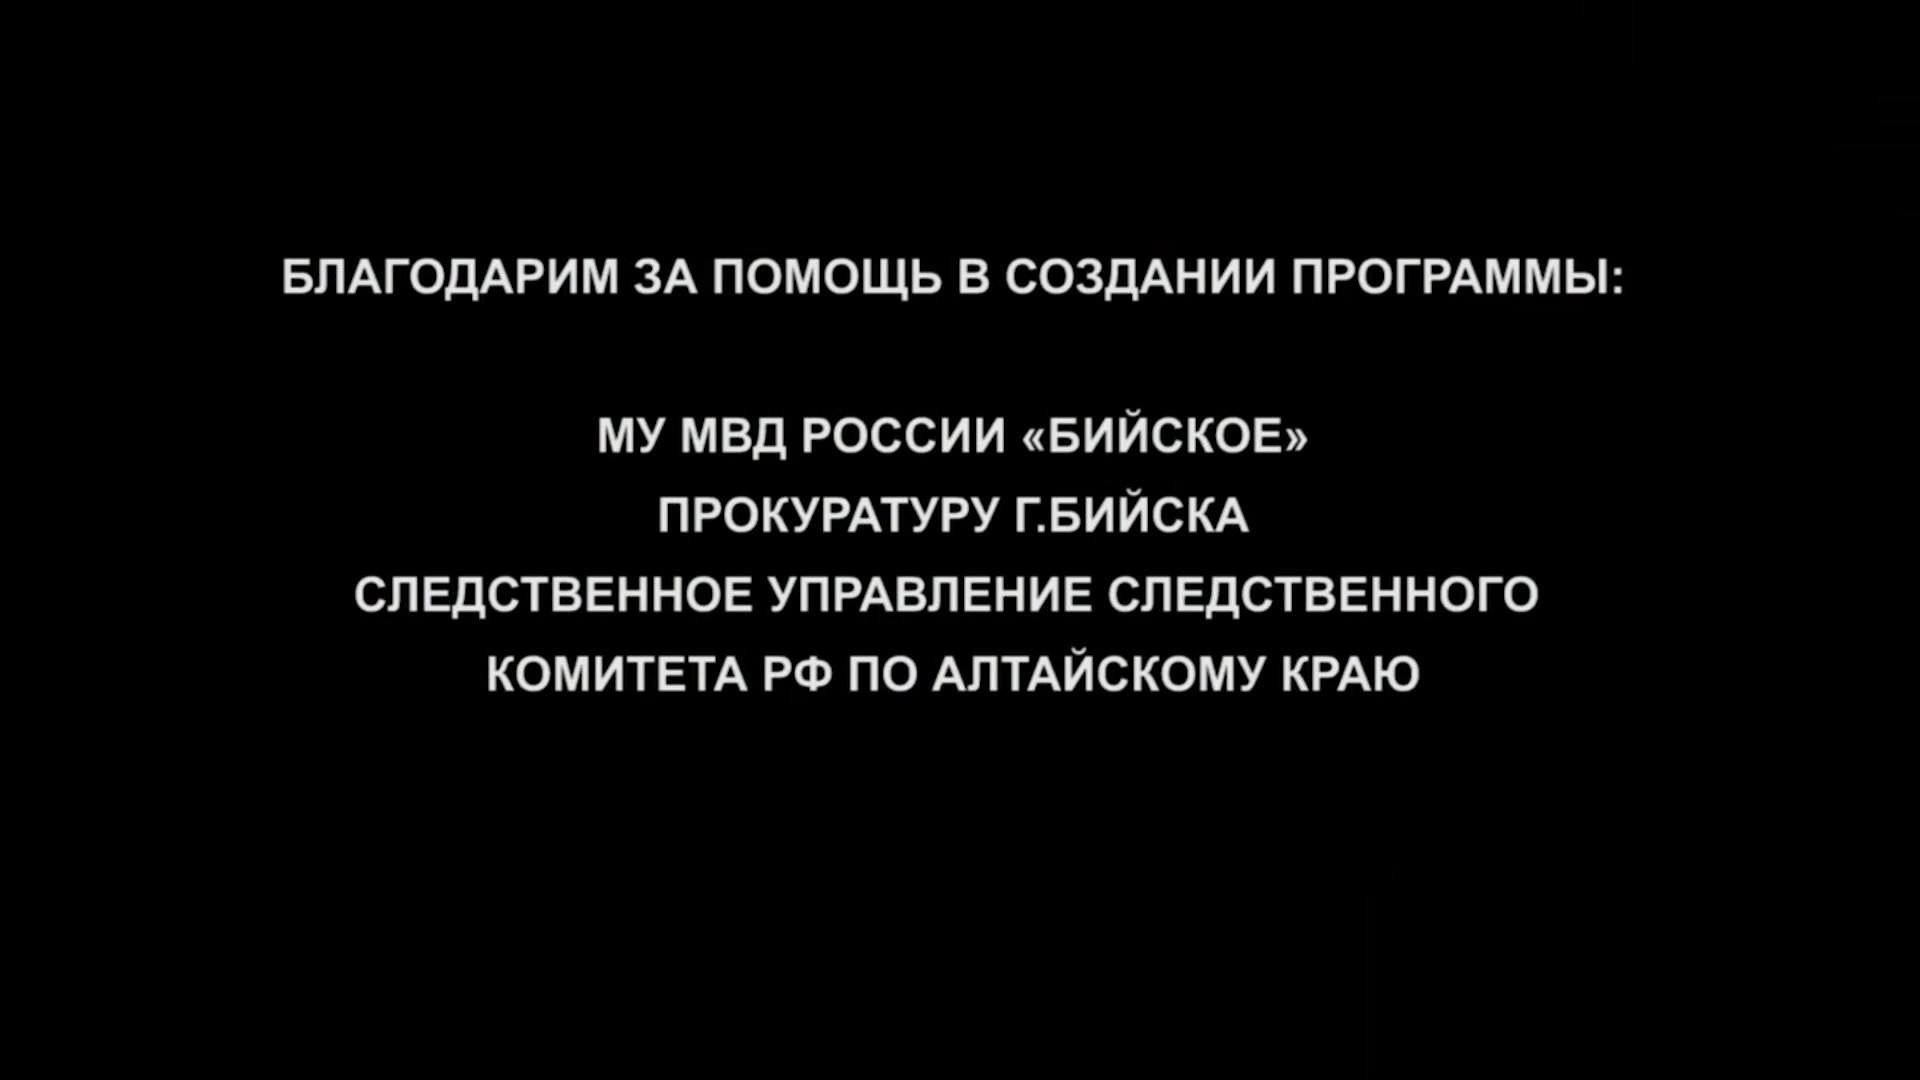 БЛАГОДАРИМ ЗА ПОМОЩЬ В СОЗДАНИИ ПРОГРАММЫ:
МУ МВД РОССИИ «БИЙСКОЕ»
ПРОКУРАТУРУ Г.БИЙСКА
СЛЕДСТВЕННОЕ УПРАВЛЕНИЕ СЛЕДСТВЕННОГО
КОМИТЕТА РФ ПО АЛТАЙСКОМУ КРАЮ